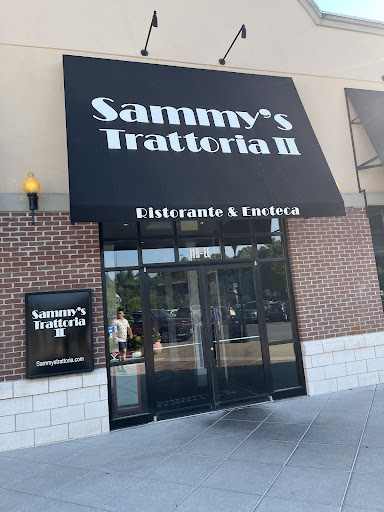 Sammy's
Trattoria II
Ristorante & Enoteca
Sammy's
Trattoria
II
Sammystrattoria.com